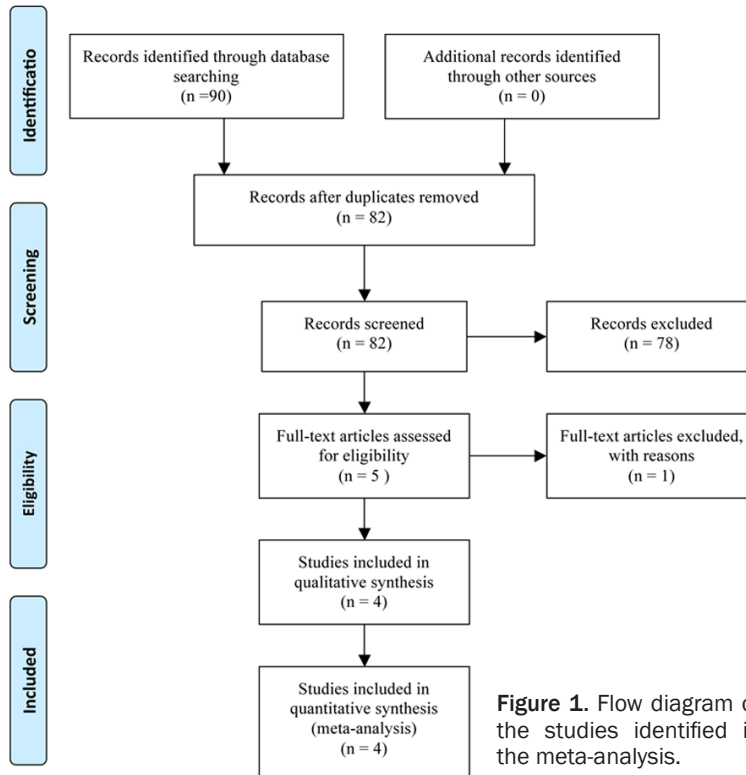 Identificatio
Records identified through database
searching
(n =90)
Additional records identified
through other sources
(n = 0)
Records after duplicates removed
(n = 82)
Screening
Records screened
(n = 82)
Records excluded
(n = 78)
Eligibility
Full-text articles assessed
for eligibility
(n = 5 )
Full-text articles excluded,
with reasons
(n = 1)
Studies included in
qualitative synthesis
(n = 4)
Included
Studies included in
quantitative synthesis
(meta-analysis)
(n = 4)
Figure 1. Flow diagram
the studies identified
the meta-analysis.